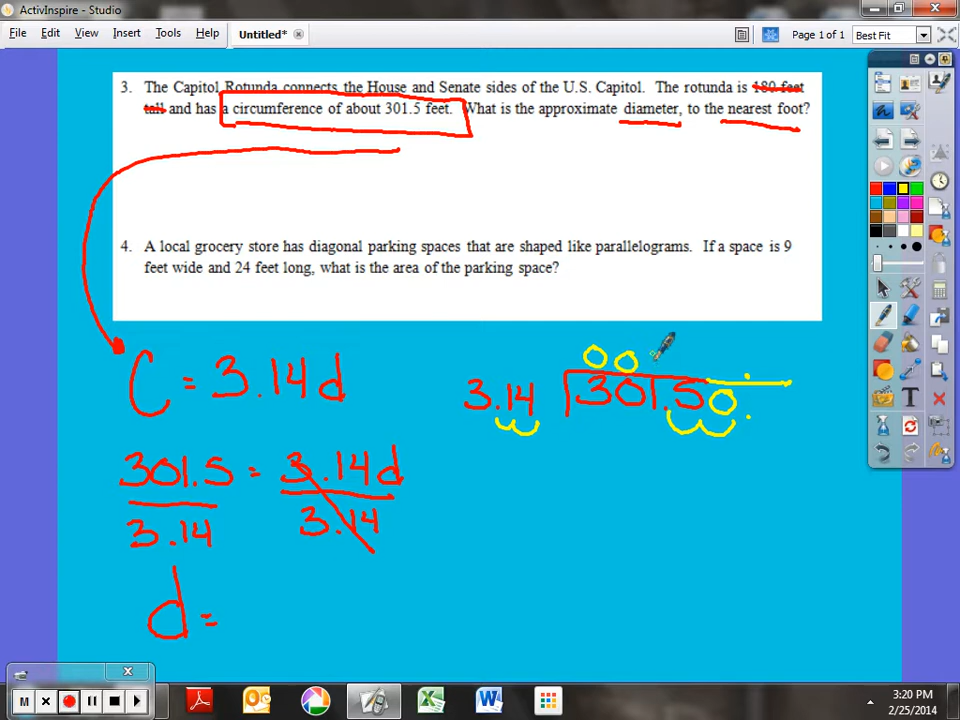 ActivInspire - Studio
File Edit View Insert Tools Help Untitled* Page 1 of 1 Best Fit
3. The Capitol Rotunda connects the House and Senate sides of the U.S. Capitol. The rotunda is 180 feet
tall and has a circumference of about 301.5 feet. What is the approximate diameter, to the nearest foot?
4. A local grocery store has diagonal parking spaces that are shaped like parallelograms. If a space is 9
feet wide and 24 feet long, what is the area of the parking space?
C = 3.14d
3.14 301.50.
00
301.5 = 3.14d
3.14 3.14
d =
M
3:20 PM
2/25/2014